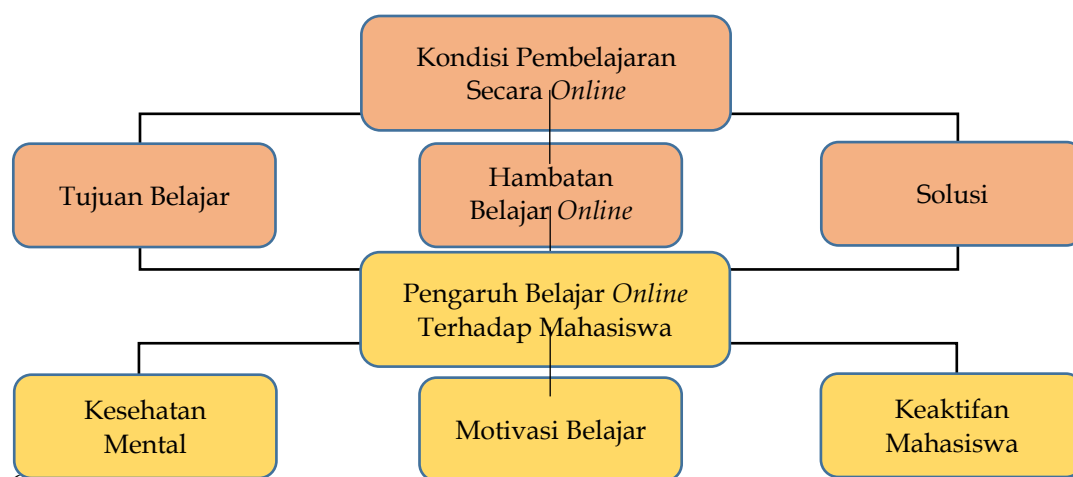 Kondisi Pembelajaran
Secara Online
Tujuan Belajar
Hambatan
Belajar Online
Solusi
Pengaruh Belajar Online
Terhadap Mahasiswa
Kesehatan
Mental
Motivasi Belajar
Keaktifan
Mahasiswa